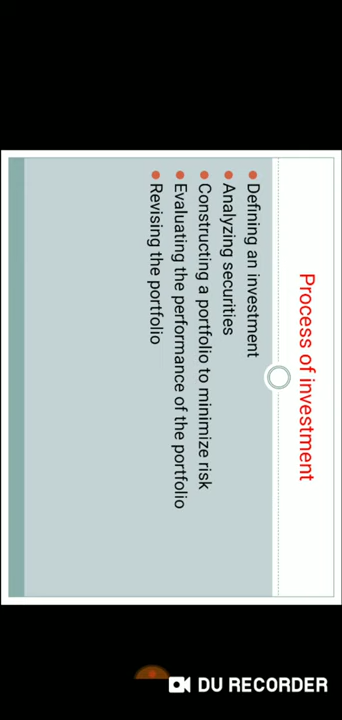 Process of investment
Defining an investment
Analyzing securities
Constructing a portfolio to minimize risk
Evaluating the performance of the portfolio
Revising the portfolio
DU RECORDER